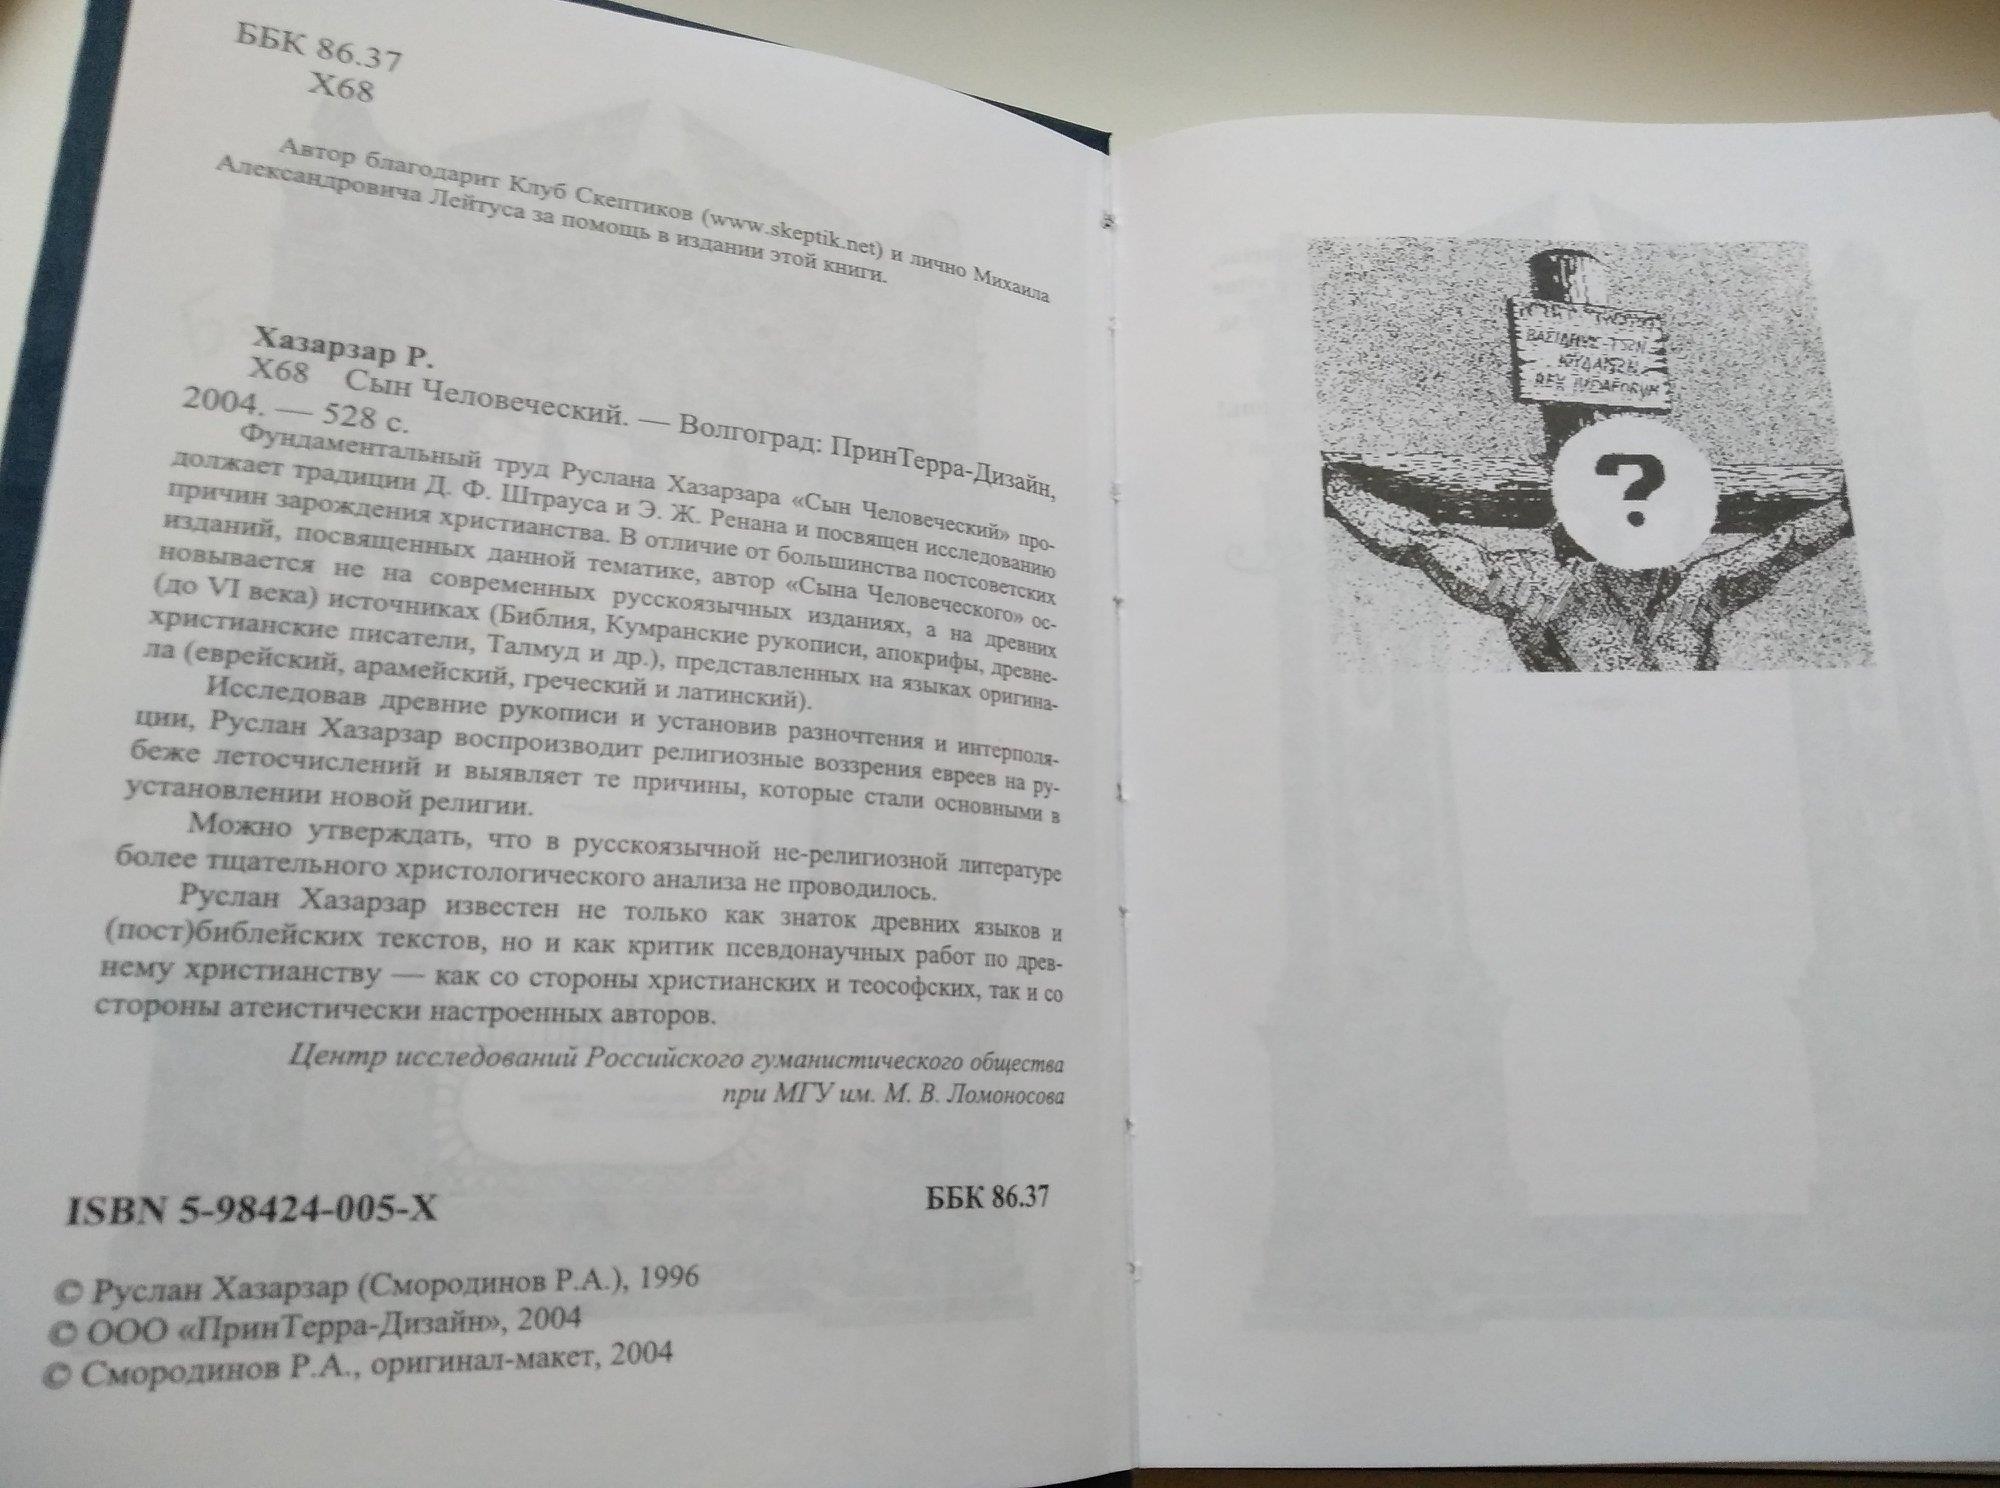 ББК 86.37
Х68
Автор благодарит Клуб Скептиков (www.skeptik.net) и лично Михаила
Александровича Лейтуса за помощь в издании этой книги.
Хазарзар Р.
Х68 Сын Человеческий. — Волгоград: ПринТерра-Дизайн,
2004. — 528 с.
Фундаментальный труд Руслана Хазарзара «Сын Человеческий» про-
должает традиции Д. Ф. Штрауса и Э. Ж. Ренана и посвящен исследованию
причин зарождения христианства. В отличие от большинства постсоветских
изданий, посвященных данной тематике, автор «Сына Человеческого» ос-
новывается не на современных русскоязычных изданиях, а на древних
(до VI века) источниках (Библия, Кумранские рукописи, апокрифы, древне-
христианские писатели, Талмуд и др.), представленных на языках оригина-
ла (еврейский, арамейский, греческий и латинский).
Исследовав древние рукописи и установив разночтения и интерполя-
ции, Руслан Хазарзар воспроизводит религиозные воззрения евреев на ру-
беже летосчислений и выявляет те причины, которые стали основными в
установлении новой религии.
Можно утверждать, что в русскоязычной не-религиозной литературе
более тщательного христологического анализа не проводилось.
Руслан Хазарзар известен не только как знаток древних языков и
(пост)библейских текстов, но и как критик псевдонаучных работ по древ-
нему христианству — как со стороны христианских и теософских, так и со
стороны атеистически настроенных авторов.
Центр исследований Российского гуманистического общества
при МГУ им. М. В. Ломоносова
ISBN 5-98424-005-X
ББК 86.37
© Руслан Хазарзар (Смородинов Р.А.), 1996
© ООО «ПринТерра-Дизайн», 2004
© Смородинов Р.А., оригинал-макет, 2004
REX IVDAEORVM
?